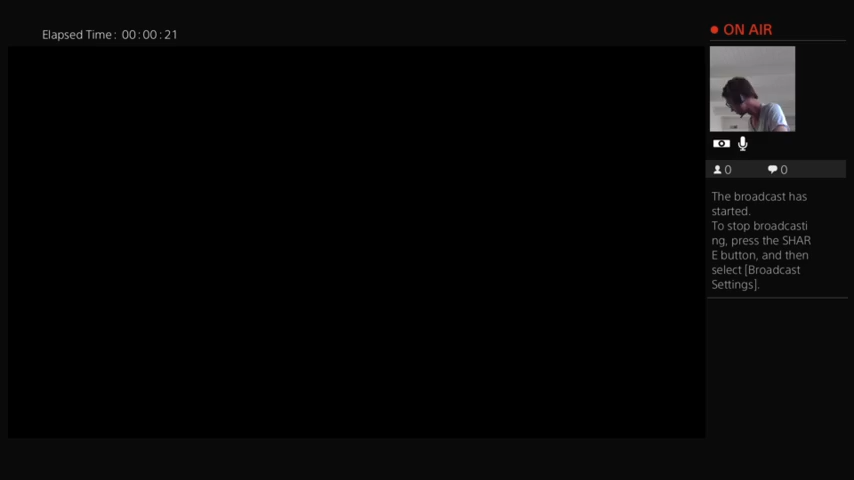 Elapsed Time: 00:00:21
ON AIR
0 0
The broadcast has
started.
To stop broadcasti
ng, press the SHAR
E button, and then
select [Broadcast
Settings].